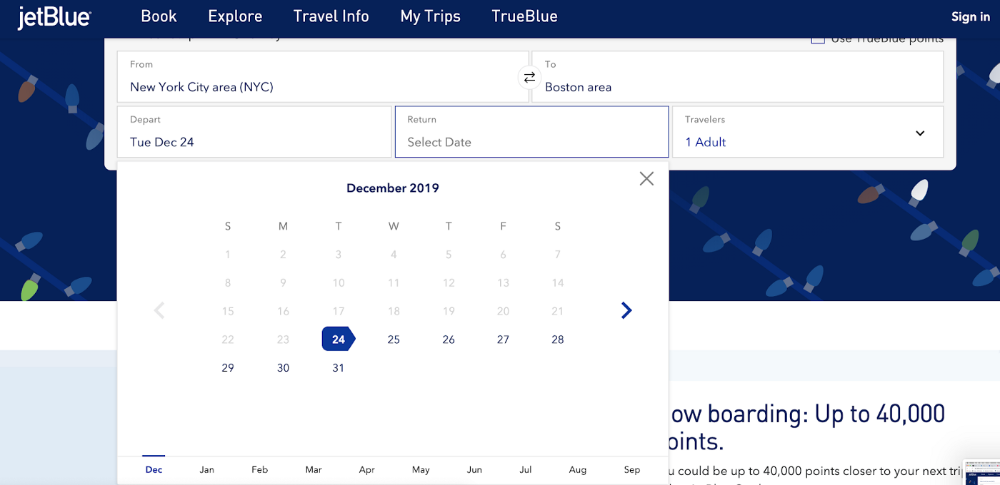 jetBlue Book Explore Travel Info My Trips TrueBlue Sign in
Use TrueBlue points
From To
New York City area (NYC) Boston area
Depart Return Travelers
Tue Dec 24 Select Date 1 Adult
December 2019
S M T W T F S
1 2 3 4 5 6 7
8 9 10 11 12 13 14
15 16 17 18 19 20 21
22 23 24 25 26 27 28
29 30 31
ow boarding: Up to 40,000
oints.
Dec Jan Feb Mar Apr May Jun Jul Aug Sep
u could be up to 40,000 points closer to your next tri